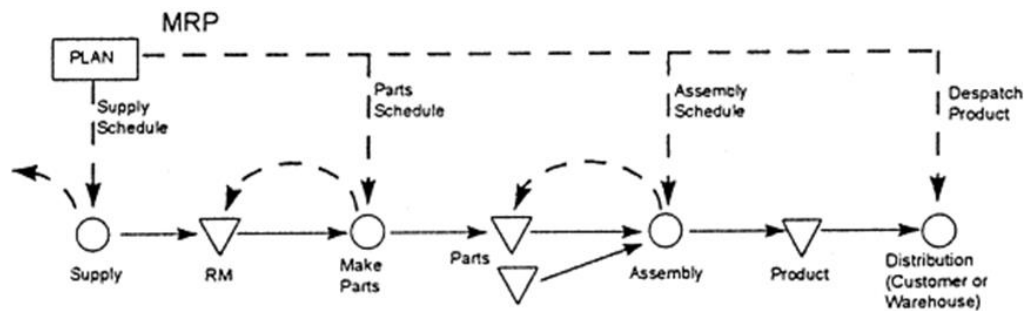 MRP
PLAN
Supply
Schedule
Parts
Schedule
Assembly
Schedule
Despatch
Product
Supply
RM
Make
Parts
Parts
Assembly
Product
Distribution
(Customer or
Warehouse)